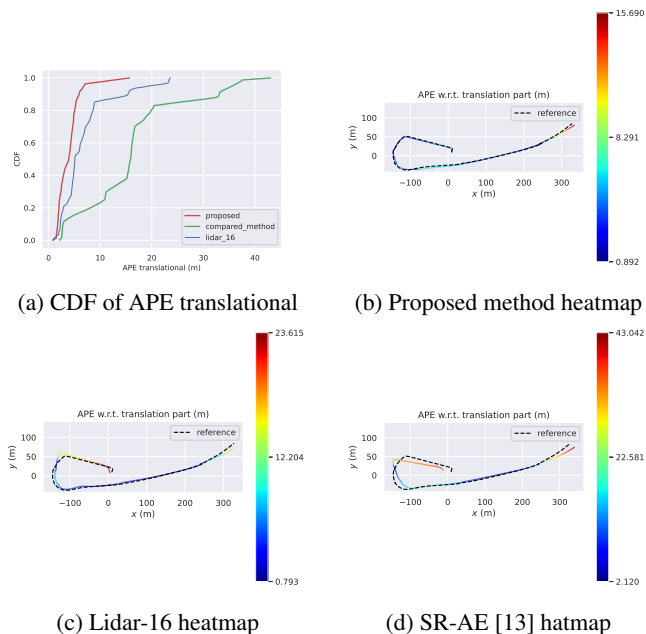 1.0
0.8
0.6
0.4
0.2
0.0
CDF
0 10 20 30 40
APE translational (m)
proposed
compared_method
lidar_16
(a) CDF of APE translational
APE w.r.t. translation part (m)
reference
100
50
0
y (m)
−100 0 100 200 300
x (m)
15.690
8.291
0.892
(b) Proposed method heatmap
APE w.r.t. translation part (m)
reference
100
50
0
y (m)
−100 0 100 200 300
x (m)
23.615
12.204
0.793
(c) Lidar-16 heatmap
APE w.r.t. translation part (m)
reference
100
50
0
y (m)
−100 0 100 200 300
x (m)
43.042
22.581
2.120
(d) SR-AE [13] hatmap